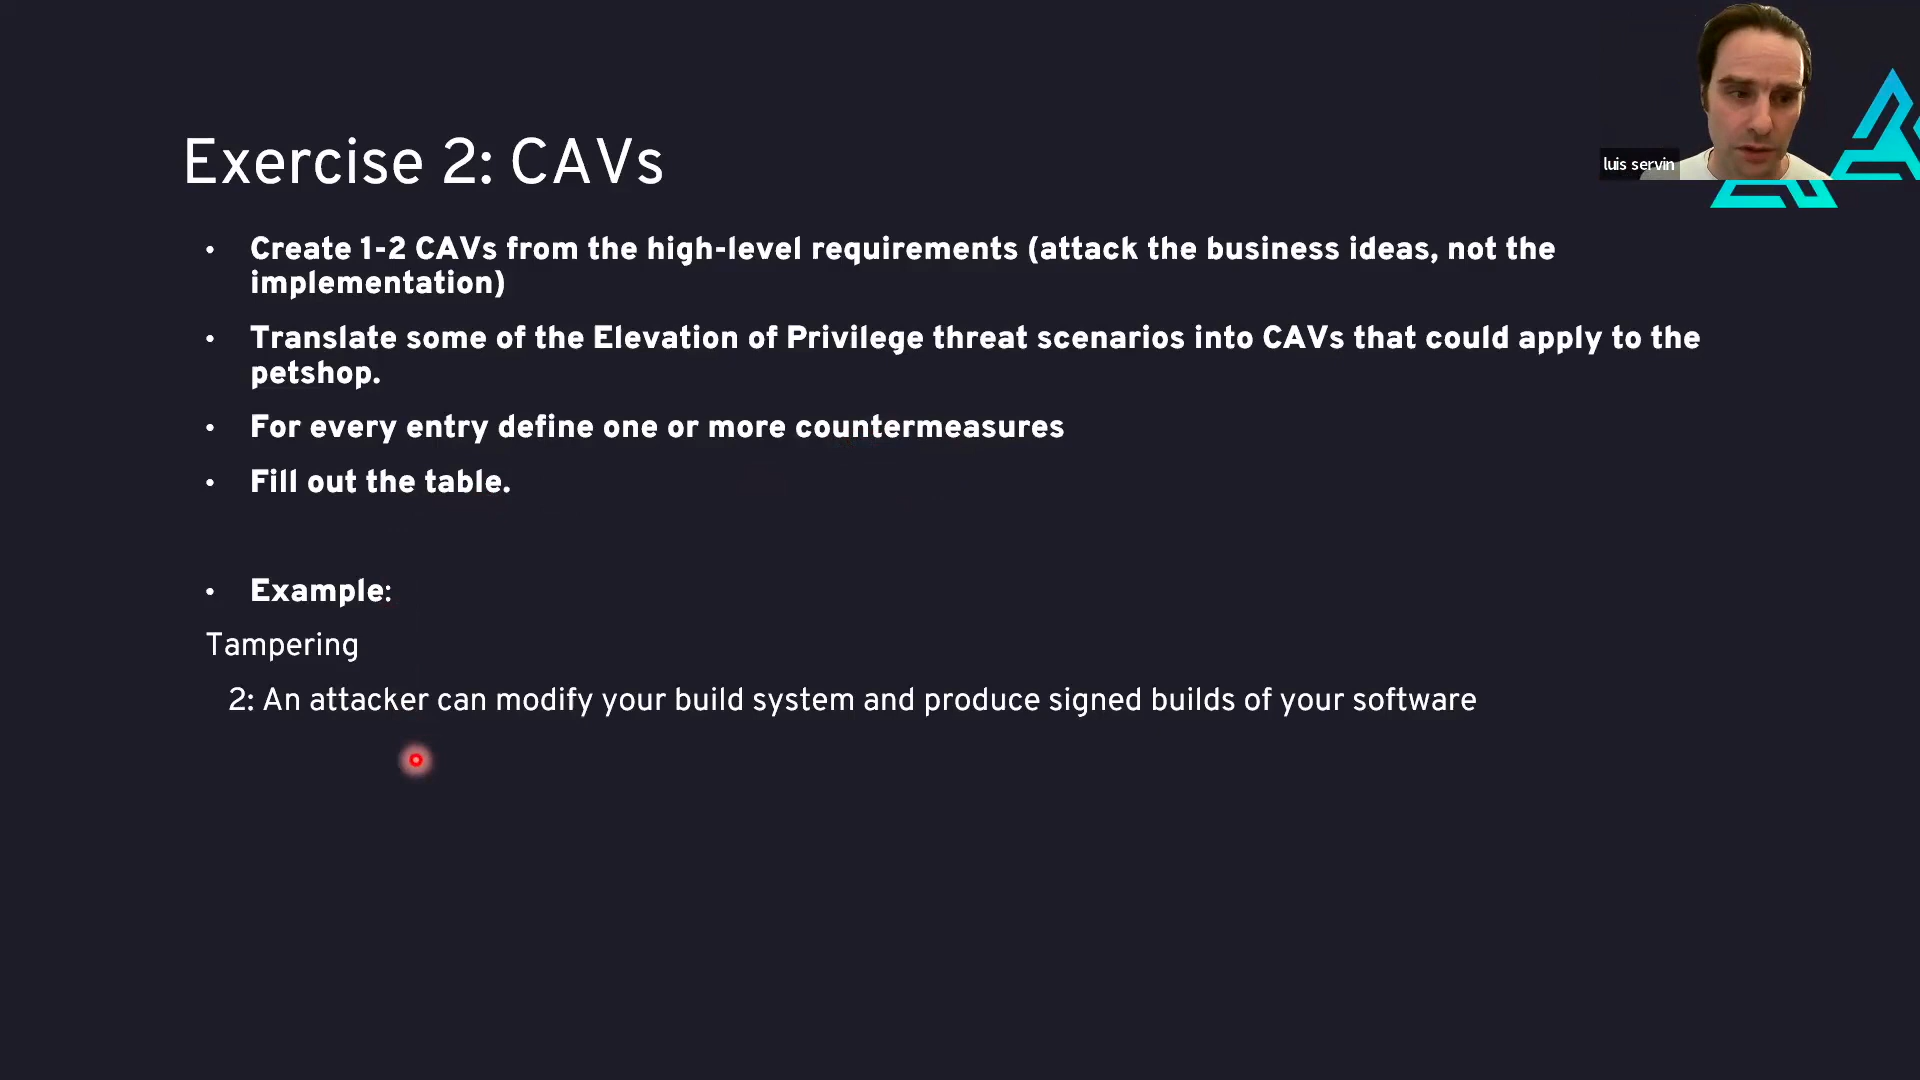 Exercise 2: CAVs
luis servin
• Create 1-2 CAVs from the high-level requirements (attack the business ideas, not the
implementation)
• Translate some of the Elevation of Privilege threat scenarios into CAVs that could apply to the
petshop.
• For every entry define one or more countermeasures
• Fill out the table.
• Example:
Tampering
2: An attacker can modify your build system and produce signed builds of your software